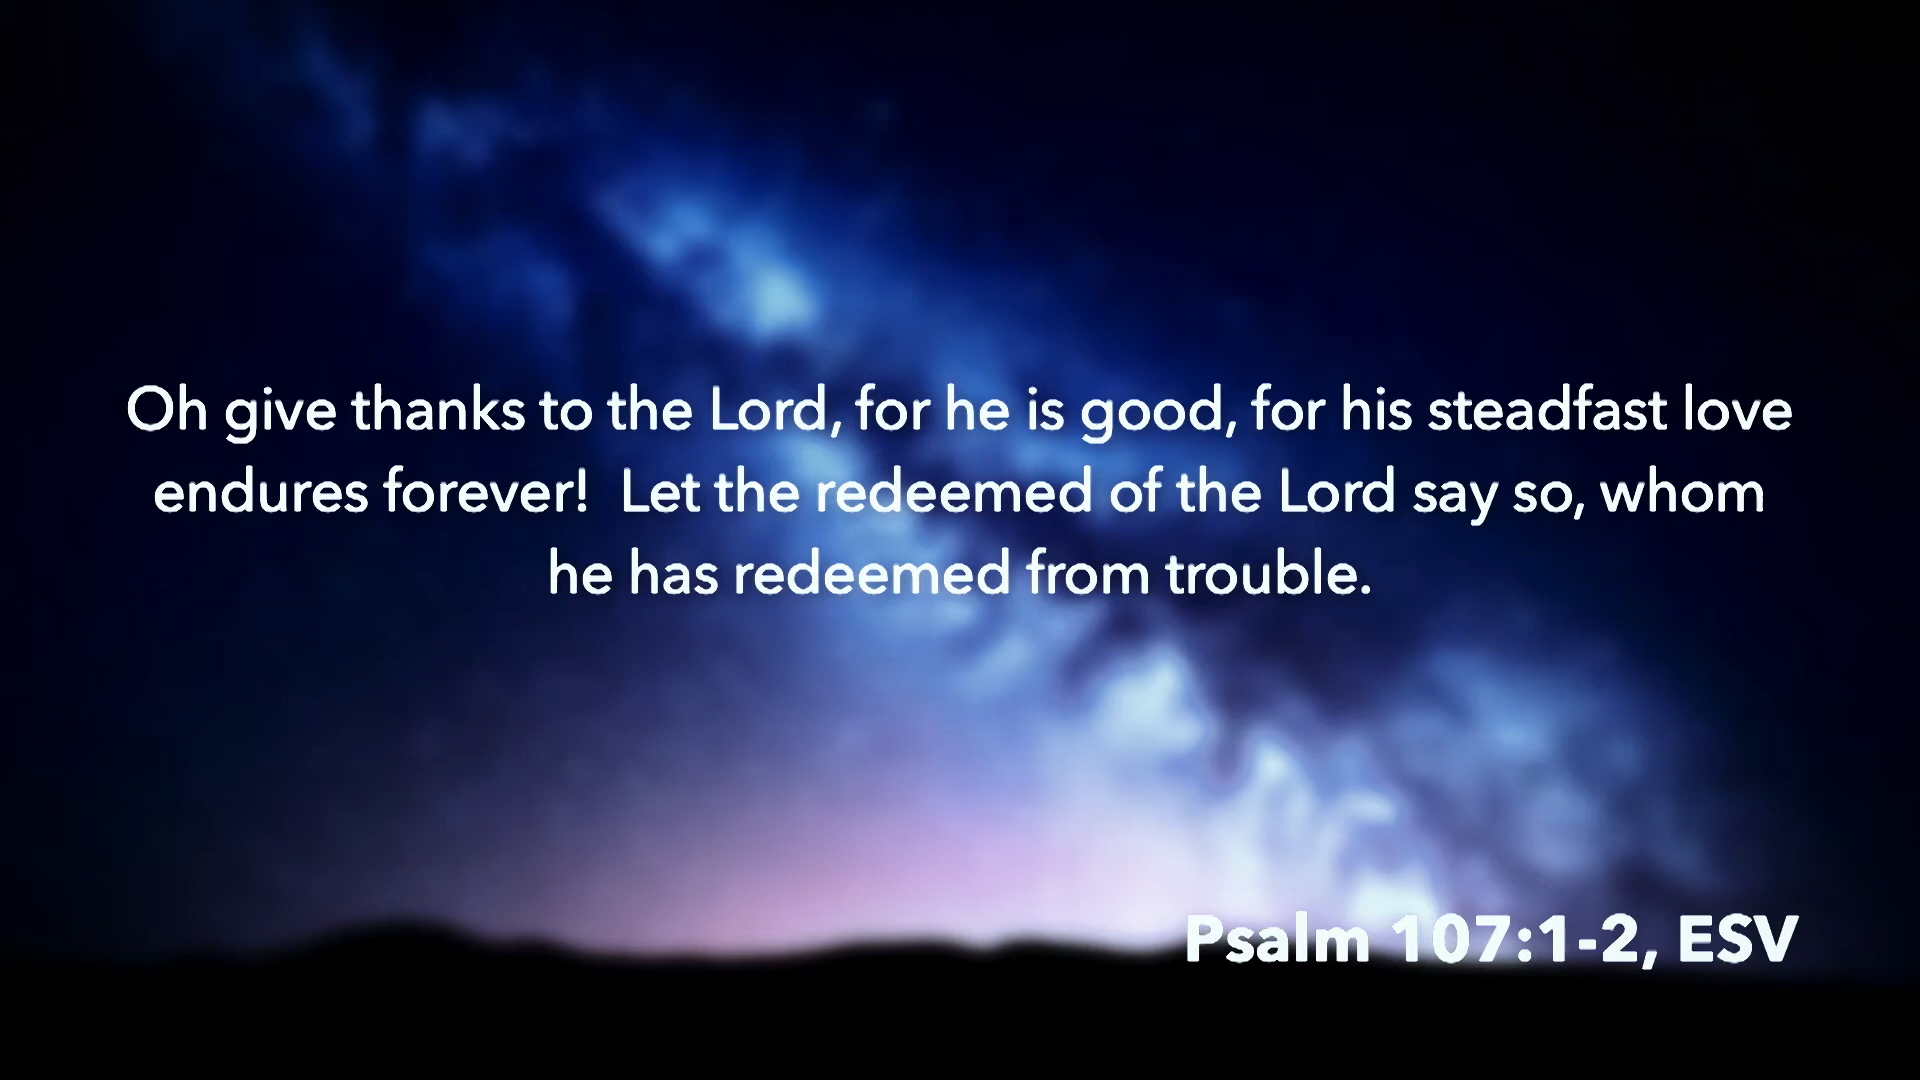 Oh give thanks to the Lord, for he is good, for his steadfast love
endures forever!  Let the redeemed of the Lord say so, whom
he has redeemed from trouble.
Psalm 107:1-2, ESV